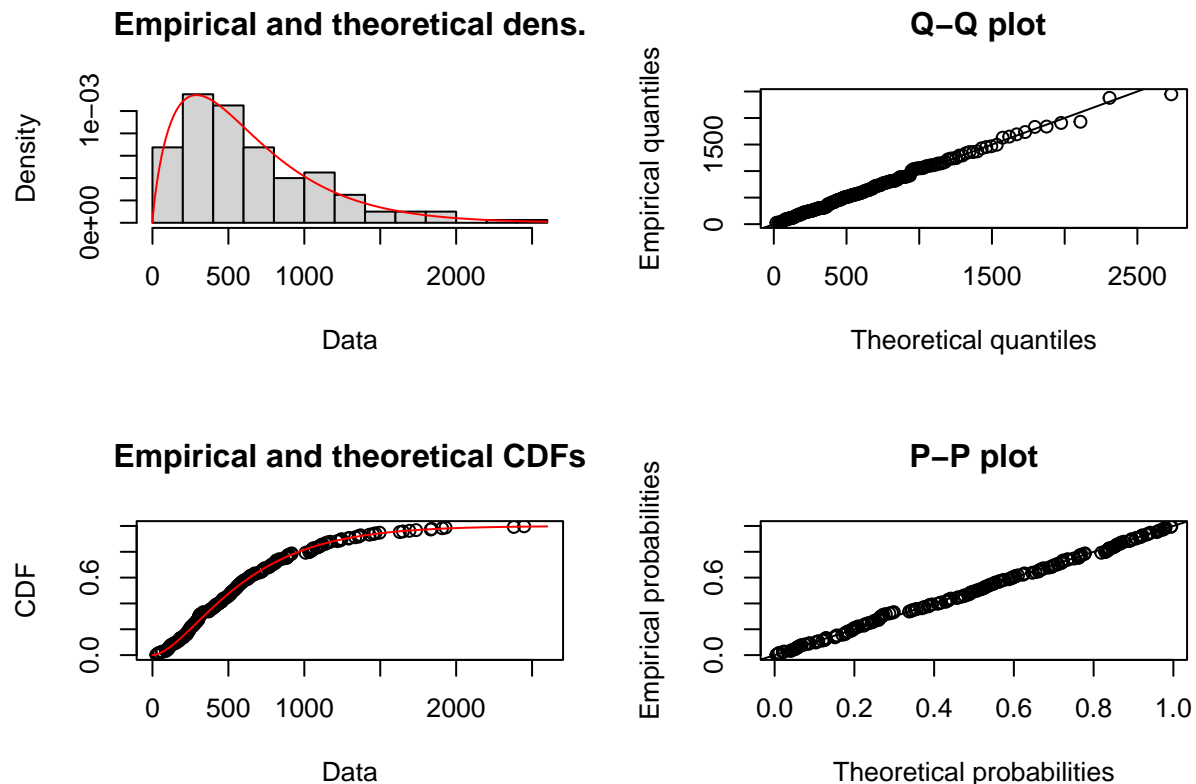 Empirical and theoretical dens.
Density
0e+00 1e−03
0 500 1000 2000
Data
Q−Q plot
Empirical quantiles
0 1500
0 500 1500 2500
Theoretical quantiles
Empirical and theoretical CDFs
CDF
0.0 0.6
0 500 1000 2000
Data
P−P plot
Empirical probabilities
0.0 0.6
0.0 0.2 0.4 0.6 0.8 1.0
Theoretical probabilities